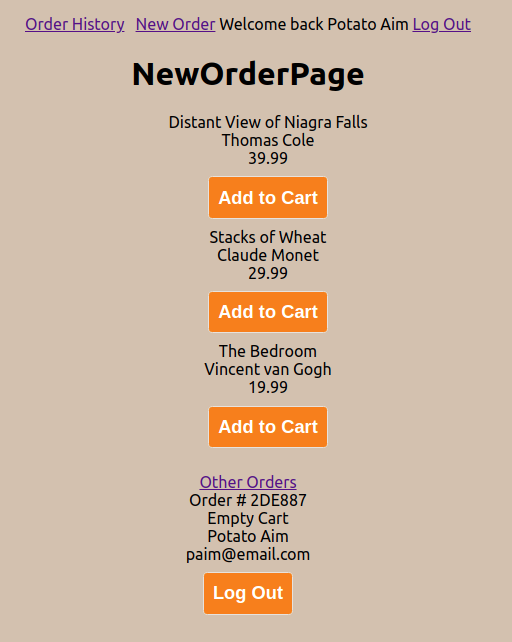 Order History New Order Welcome back Potato Aim Log Out
NewOrderPage
Distant View of Niagra Falls
Thomas Cole
39.99
Add to Cart
Stacks of Wheat
Claude Monet
29.99
Add to Cart
The Bedroom
Vincent van Gogh
19.99
Add to Cart
Other Orders
Order # 2DE887
Empty Cart
Potato Aim
paim@email.com
Log Out